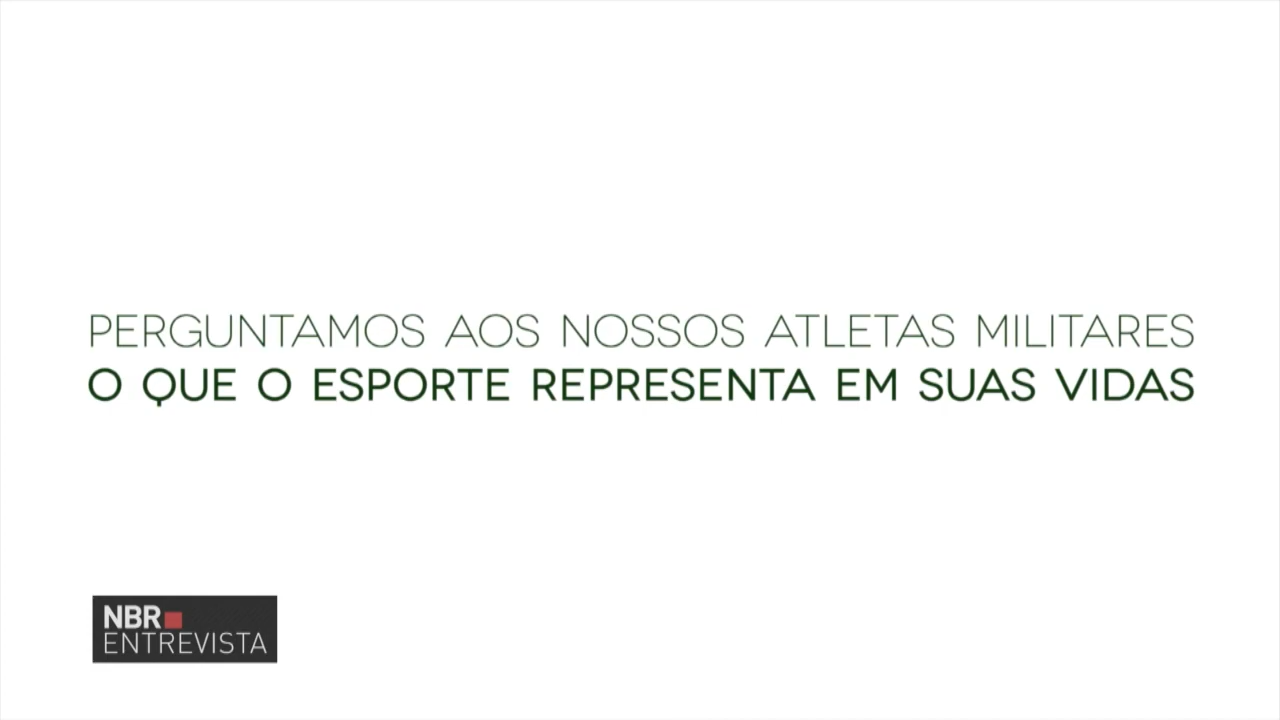 PERGUNTAMOS AOS NOSSOS ATLETAS MILITARES
O QUE O ESPORTE REPRESENTA EM SUAS VIDAS
NBR
ENTREVISTA